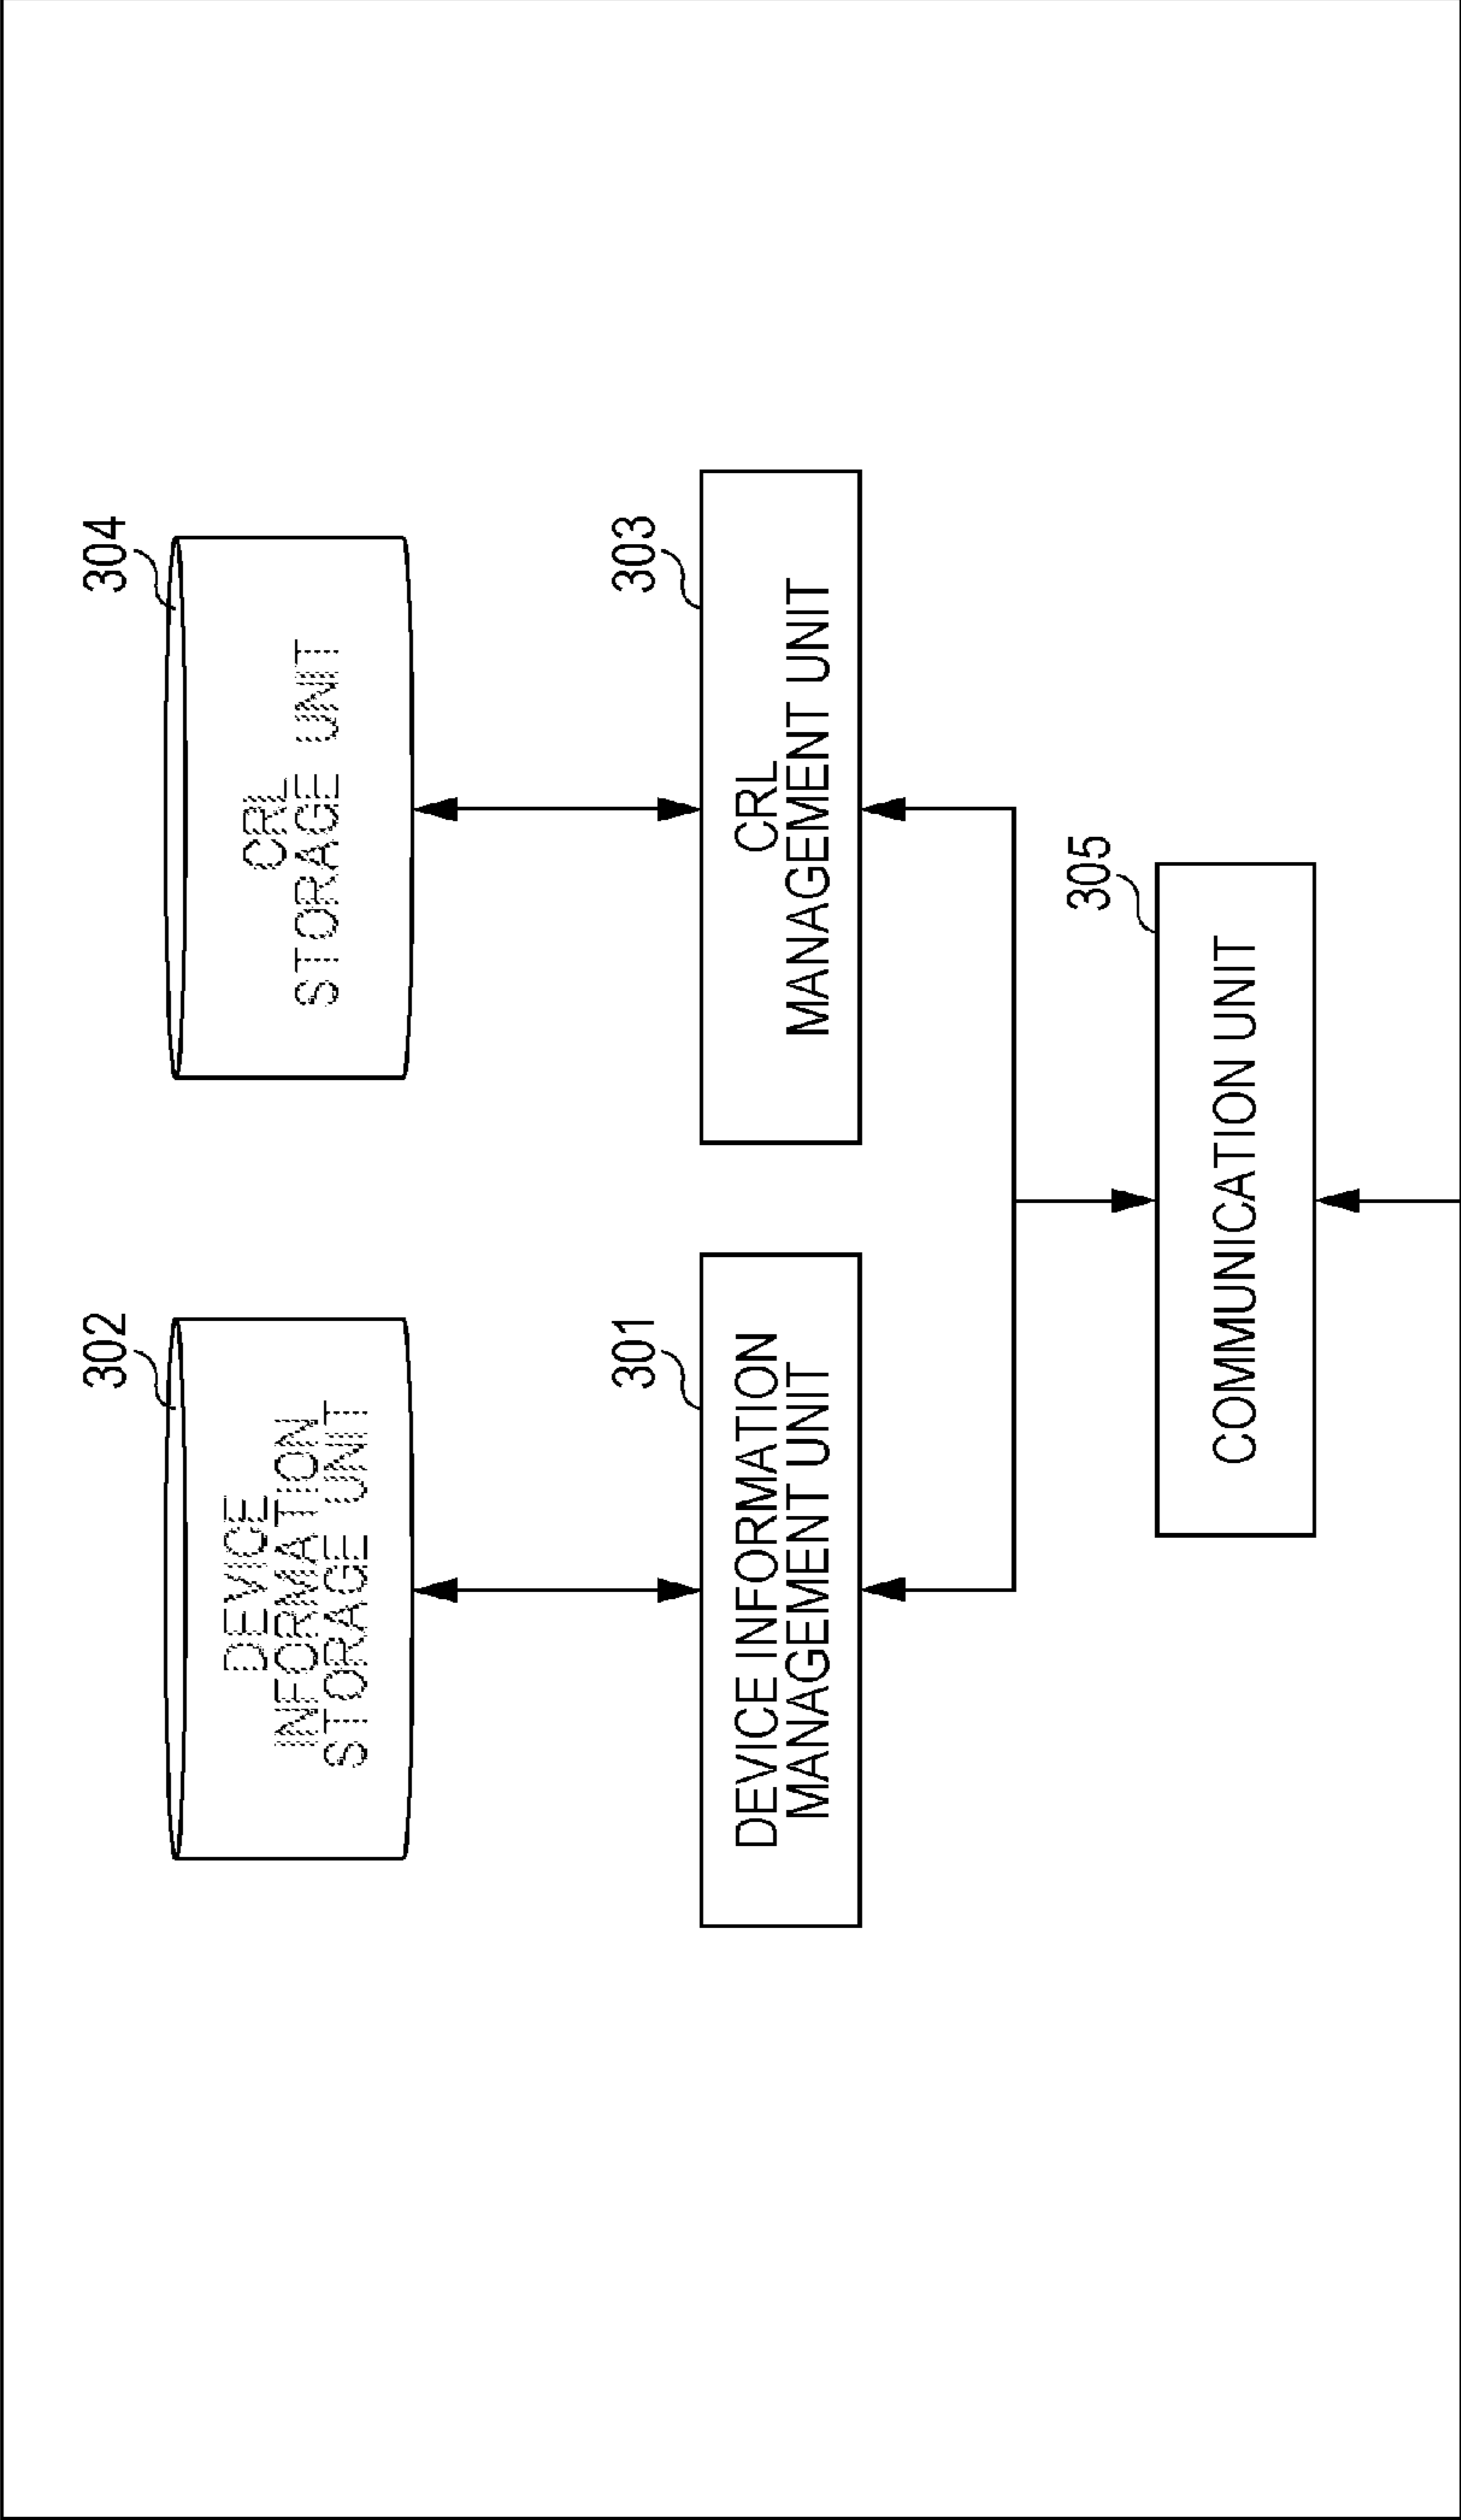 302
DEVICE
INFORMATION
STORAGE UNIT
304
CRL
STORAGE UNIT
301
DEVICE INFORMATION
MANAGEMENT UNIT
303
CRL
MANAGEMENT UNIT
305
COMMUNICATION UNIT